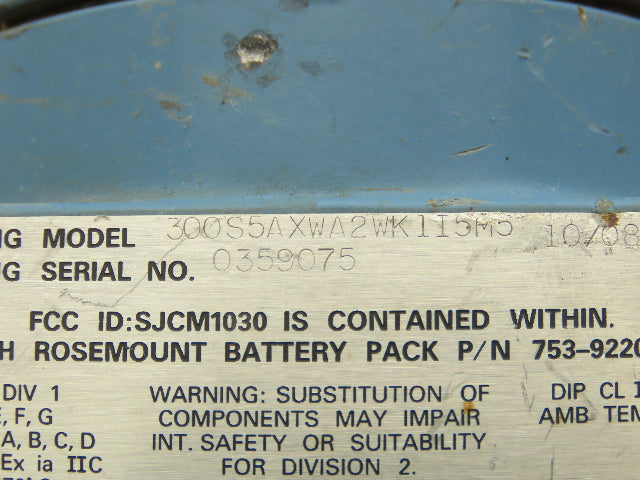 NG MODEL 300S5AXWA2WK1I5M5 10/08
NG SERIAL NO. 0359075
FCC ID:SJCM1030 IS CONTAINED WITHIN.
H ROSEMOUNT BATTERY PACK P/N 753-9220
DIV 1
E, F, G
A, B, C, D
Ex ia IIC
WARNING: SUBSTITUTION OF
COMPONENTS MAY IMPAIR
INT. SAFETY OR SUITABILITY
FOR DIVISION 2.
DIP CL I
AMB TEM